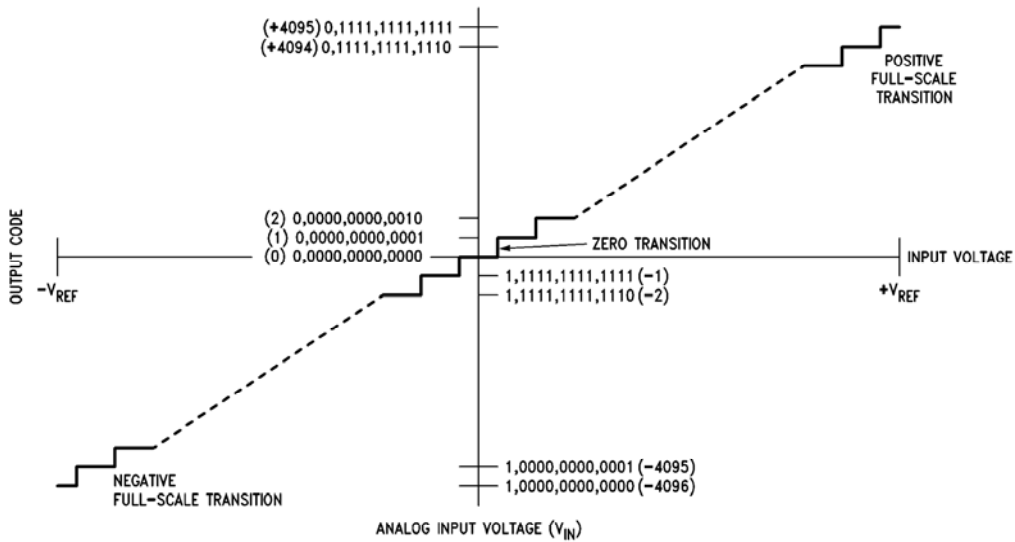 (+4095) 0,1111,1111,1111
(+4094) 0,1111,1111,1110
POSITIVE
FULL-SCALE
TRANSITION
(2) 0,0000,0000,0010
(1) 0,0000,0000,0001
(0) 0,0000,0000,0000
ZERO TRANSITION
OUTPUT CODE
INPUT VOLTAGE
-VREF
+VREF
1,1111,1111,1111 (-1)
1,1111,1111,1110 (-2)
1,0000,0000,0001 (-4095)
1,0000,0000,0000 (-4096)
NEGATIVE
FULL-SCALE TRANSITION
ANALOG INPUT VOLTAGE (VIN)